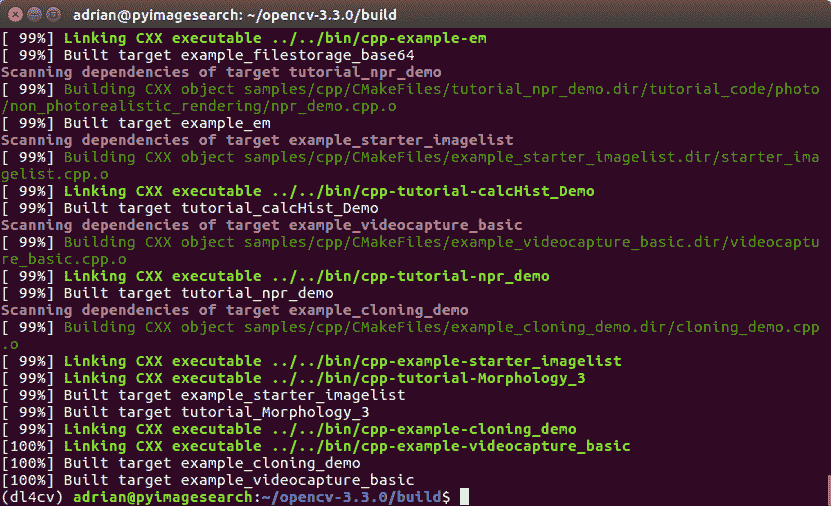 adrian@pyimagesearch: ~/opencv-3.3.0/build
[ 99%] Linking CXX executable ../../bin/cpp-example-em
[ 99%] Built target example_filestorage_base64
Scanning dependencies of target tutorial_npr_demo
[ 99%] Building CXX object samples/cpp/CMakeFiles/tutorial_npr_demo.dir/tutorial_code/photo
/non_photorealistic_rendering/npr_demo.cpp.o
[ 99%] Built target example_em
Scanning dependencies of target example_starter_imagelist
[ 99%] Building CXX object samples/cpp/CMakeFiles/example_starter_imagelist.dir/starter_ima
gelist.cpp.o
[ 99%] Linking CXX executable ../../bin/cpp-tutorial-calcHist_Demo
[ 99%] Built target tutorial_calcHist_Demo
Scanning dependencies of target example_videocapture_basic
[ 99%] Building CXX object samples/cpp/CMakeFiles/example_videocapture_basic.dir/videocaptu
re_basic.cpp.o
[ 99%] Linking CXX executable ../../bin/cpp-tutorial-npr_demo
[ 99%] Built target tutorial_npr_demo
Scanning dependencies of target example_cloning_demo
[ 99%] Building CXX object samples/cpp/CMakeFiles/example_cloning_demo.dir/cloning_demo.cpp
.o
[ 99%] Linking CXX executable ../../bin/cpp-example-starter_imagelist
[ 99%] Linking CXX executable ../../bin/cpp-tutorial-Morphology_3
[ 99%] Built target example_starter_imagelist
[ 99%] Built target tutorial_Morphology_3
[ 99%] Linking CXX executable ../../bin/cpp-example-cloning_demo
[100%] Linking CXX executable ../../bin/cpp-example-videocapture_basic
[100%] Built target example_cloning_demo
[100%] Built target example_videocapture_basic
(dl4cv) adrian@pyimagesearch:~/opencv-3.3.0/build$